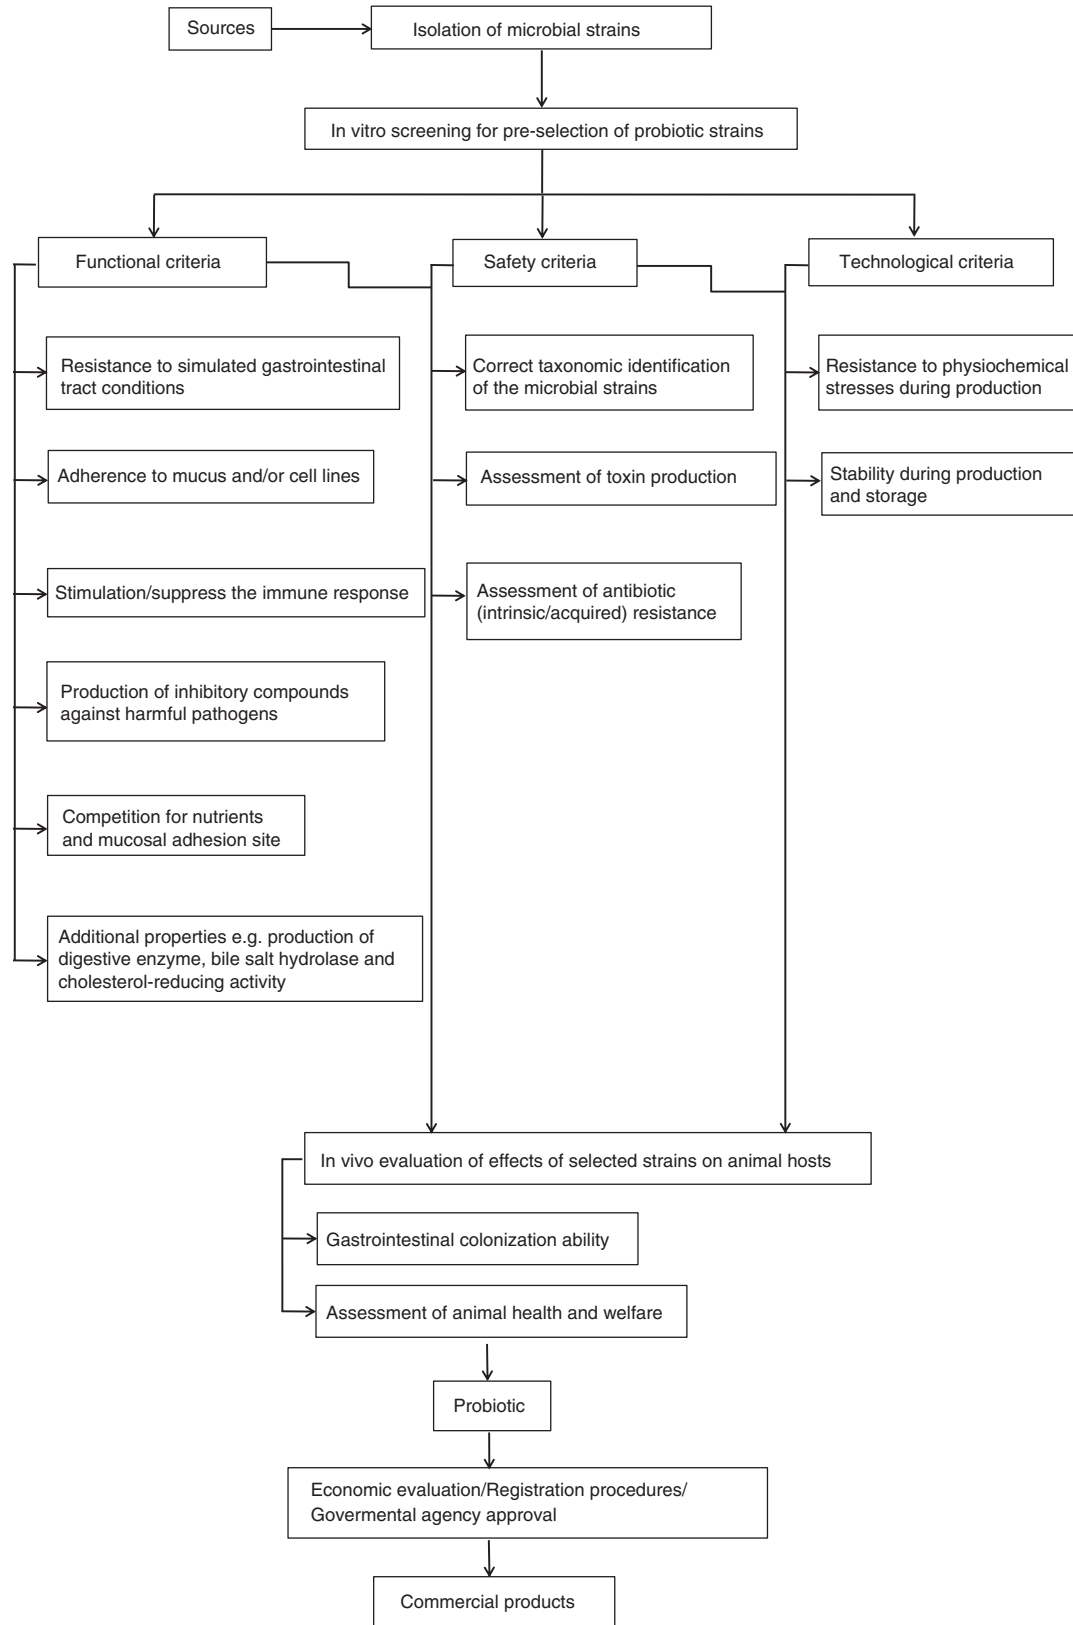 Sources
Isolation of microbial strains
In vitro screening for pre-selection of probiotic strains
Functional criteria
Safety criteria
Technological criteria
Resistance to simulated gastrointestinal
tract conditions
Adherence to mucus and/or cell lines
Stimulation/suppress the immune response
Production of inhibitory compounds
against harmful pathogens
Competition for nutrients
and mucosal adhesion site
Additional properties e.g. production of
digestive enzyme, bile salt hydrolase and
cholesterol-reducing activity
Correct taxonomic identification
of the microbial strains
Assessment of toxin production
Assessment of antibiotic
(intrinsic/acquired) resistance
Resistance to physiochemical
stresses during production
Stability during production
and storage
In vivo evaluation of effects of selected strains on animal hosts
Gastrointestinal colonization ability
Assessment of animal health and welfare
Probiotic
Economic evaluation/Registration procedures/
Govermental agency approval
Commercial products